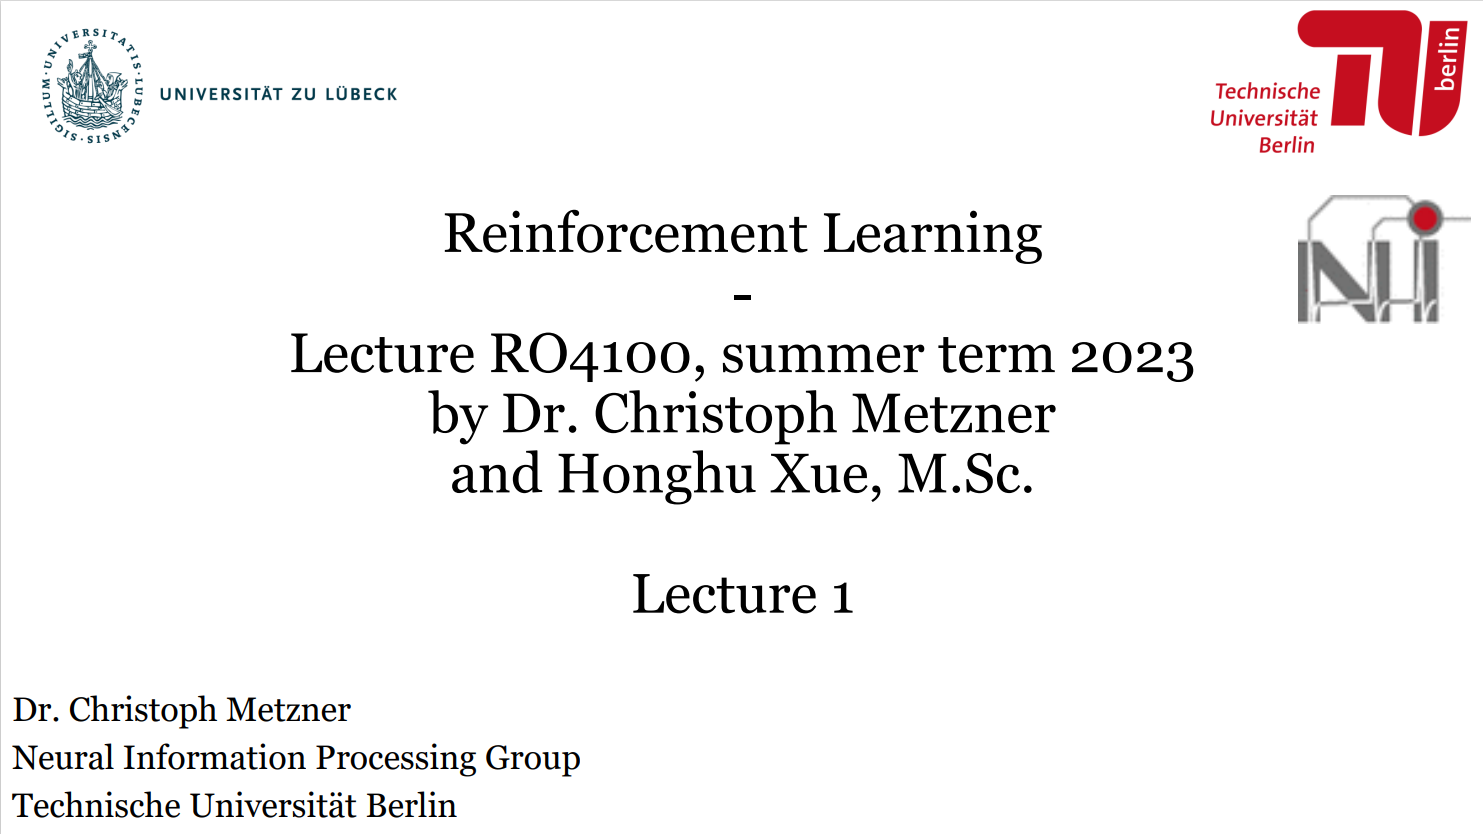 SIGILLUM · UNIVERSITATIS · LUBECENSIS ·
UNIVERSITÄT ZU LÜBECK
Technische
Universität
Berlin
berlin
NI
Reinforcement Learning
-
Lecture RO4100, summer term 2023
by Dr. Christoph Metzner
and Honghu Xue, M.Sc.
Lecture 1
Dr. Christoph Metzner
Neural Information Processing Group
Technische Universität Berlin